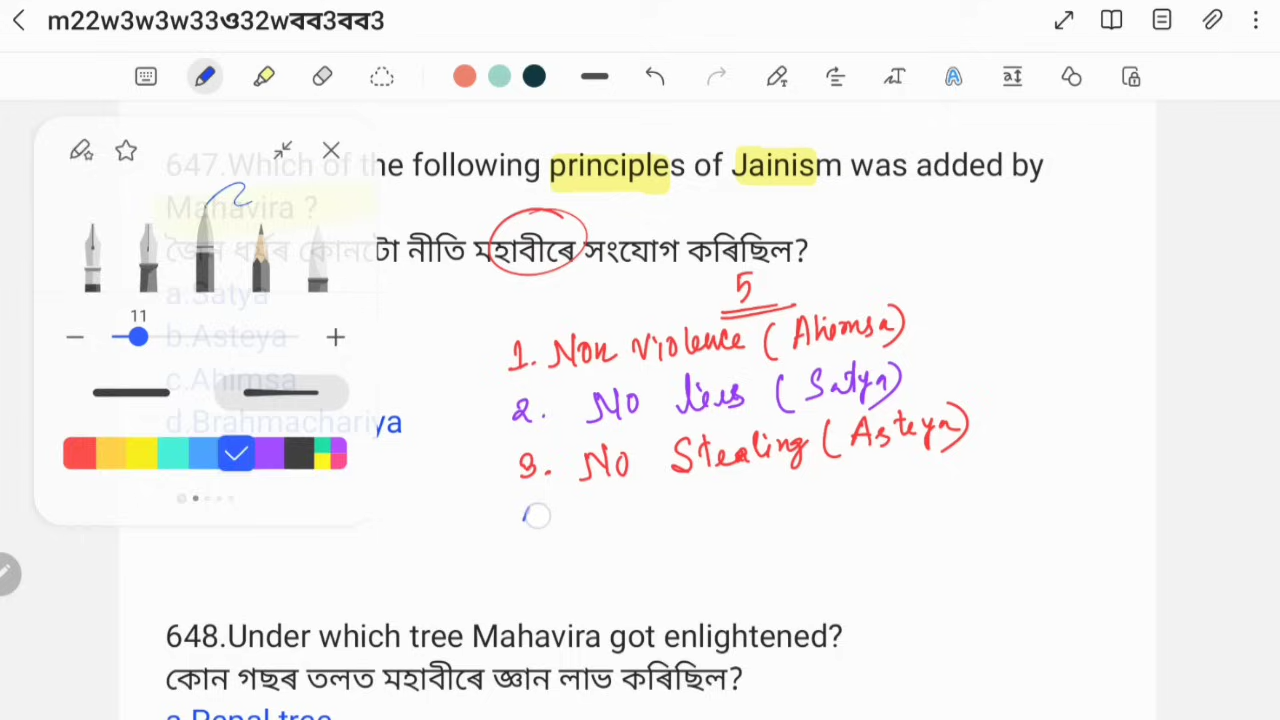 m22w3w3w33ও32wবব3বব3
647.Which of the following principles of Jainism was added by
Mahavira ?
জৈন ধৰ্মৰ কোনটো নীতি মহাবীৰে সংযোগ কৰিছিল?
a.Satya
b.Asteya
c.Ahimsa
d.Brahmachariya
11
5
1. Non Violence (Ahimsa)
2. No lies (Satya)
3. No Stealing (Asteya)
648.Under which tree Mahavira got enlightened?
কোন গছৰ তলত মহাবীৰে জ্ঞান লাভ কৰিছিল?
a.Pepal tree